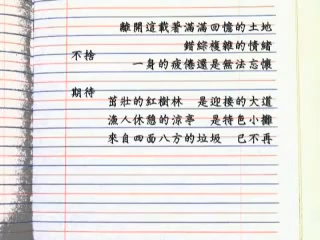 離開這載著滿滿回憶的土地
錯綜複雜的情緒
不捨
一身的疲倦還是無法忘懷
期待
茁壯的紅樹林 是迎接的大道
漁人休憩的涼亭 是特色小攤
來自四面八方的垃圾 已不再